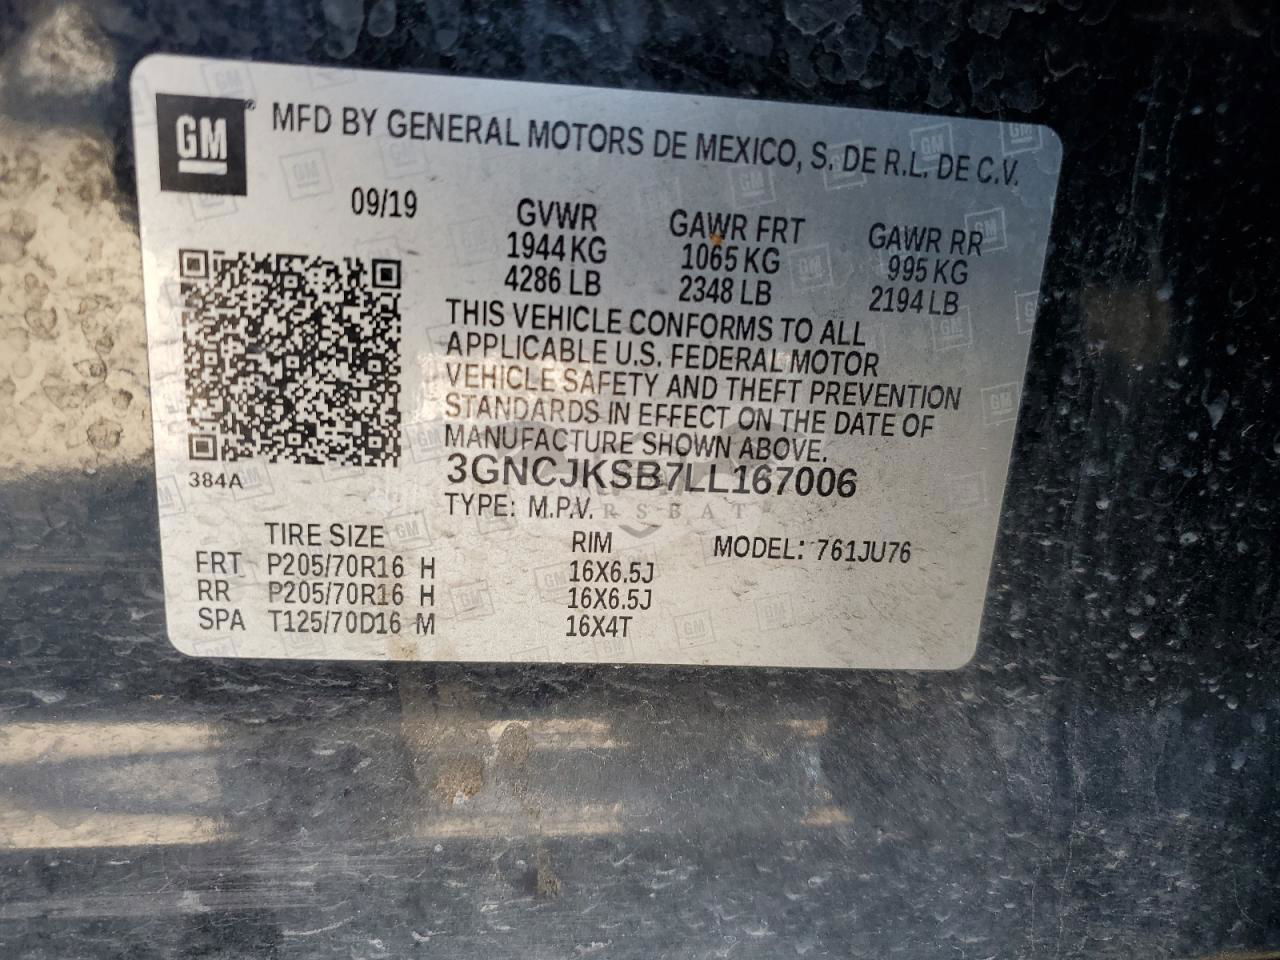 GM
MFD BY GENERAL MOTORS DE MEXICO, S. DE R.L. DE C.V.
09/19
GVWR GAWR FRT GAWR RR
1944 KG 1065 KG 995 KG
4286 LB 2348 LB 2194 LB
THIS VEHICLE CONFORMS TO ALL
APPLICABLE U.S. FEDERAL MOTOR
VEHICLE SAFETY AND THEFT PREVENTION
STANDARDS IN EFFECT ON THE DATE OF
MANUFACTURE SHOWN ABOVE.
384A
3GNCJKSB7LL167006
TYPE: M.P.V.
TIRE SIZE RIM MODEL: 761JU76
FRT P205/70R16 H 16X6.5J
RR P205/70R16 H 16X6.5J
SPA T125/70D16 M 16X4T